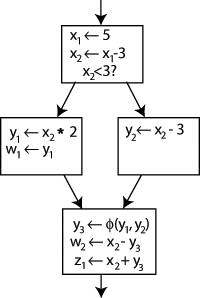 x₁ ← 5
x₂ ← x₁-3
x₂<3?
y₁ ← x₂ * 2
w₁ ← y₁
y₂ ← x₂ - 3
y₃ ← ϕ(y₁, y₂)
w₂ ← x₂ - y₃
z₁ ← x₂ + y₃